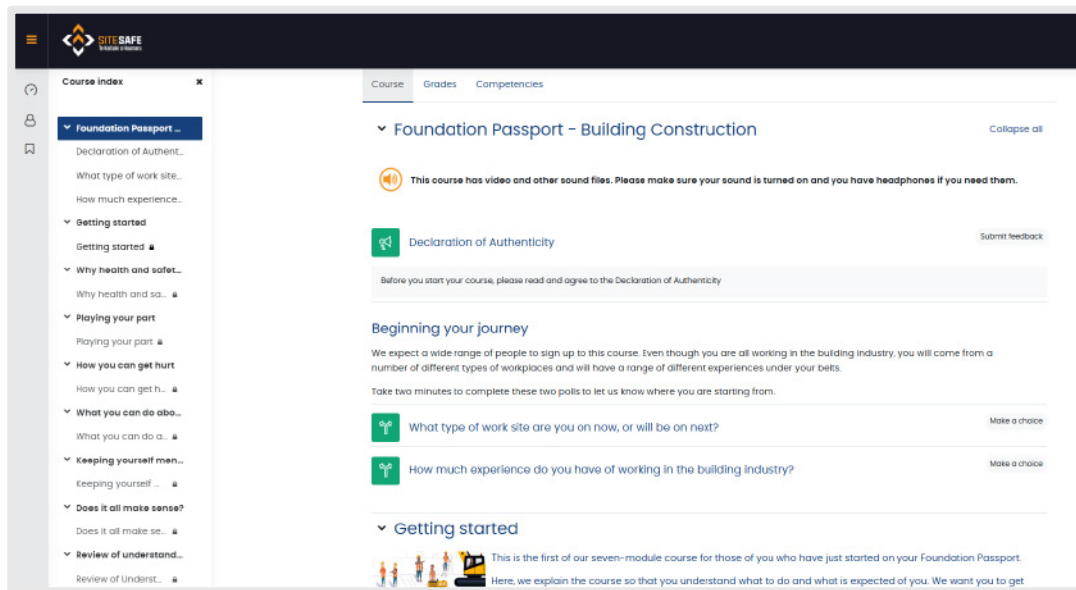 SITESAFE
Course index
Foundation Passport ...
Declaration of Authent...
What type of work site...
How much experience...
Getting started
Getting started
Why health and safet...
Why health and sa...
Playing your part
Playing your part
How you can get hurt
How you can get h...
What you can do abo...
What you can do a...
Keeping yourself men...
Keeping yourself ...
Does it all make sense?
Does it all make se...
Review of understand...
Review of Underst...
Course Grades Competencies
Foundation Passport - Building Construction
Collapse all
This course has video and other sound files. Please make sure your sound is turned on and you have headphones if you need them.
Declaration of Authenticity
Submit feedback
Before you start your course, please read and agree to the Declaration of Authenticity
Beginning your journey
We expect a wide range of people to sign up to this course. Even though you are all working in the building industry, you will come from a
number of different types of workplaces and will have a range of different experiences under your belts.
Take two minutes to complete these two polls to let us know where you are starting from.
What type of work site are you on now, or will be on next?
Make a choice
How much experience do you have of working in the building industry?
Make a choice
Getting started
This is the first of our seven-module course for those of you who have just started on your Foundation Passport.
Here, we explain the course so that you understand what to do and what is expected of you. We want you to get